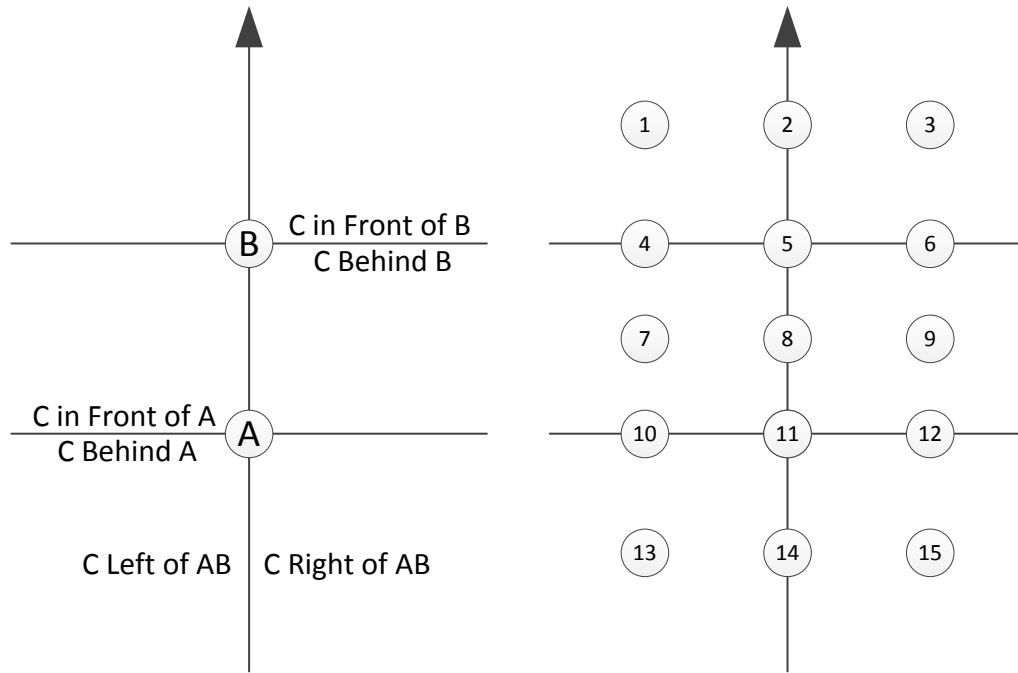 B
C in Front of B
C Behind B
C in Front of A
C Behind A
A
C Left of AB
C Right of AB
1
2
3
4
5
6
7
8
9
10
11
12
13
14
15